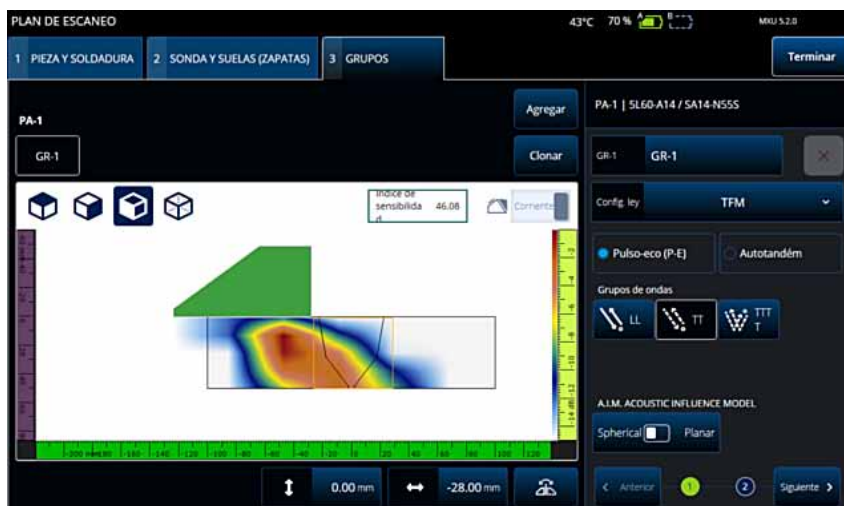 PLAN DE ESCANEO
43°C 70 % A B MXU 5.2.0
1 PIEZA Y SOLDADURA 2 SONDA Y SUELAS (ZAPATAS) 3 GRUPOS Terminar
PA-1 Agregar PA-1 | 5L60-A14 / SA14-N55S
GR-1 Clonar GR-1 GR-1
Índice de
sensibilida 46.08 Corriente
d
Config. ley TFM
Pulso-eco (P-E) Autotandém
Grupos de ondas
LL TT TTT
T
A.I.M. ACOUSTIC INFLUENCE MODEL
Spherical Planar
0.00 mm -28.00 mm Anterior 1 2 Siguiente